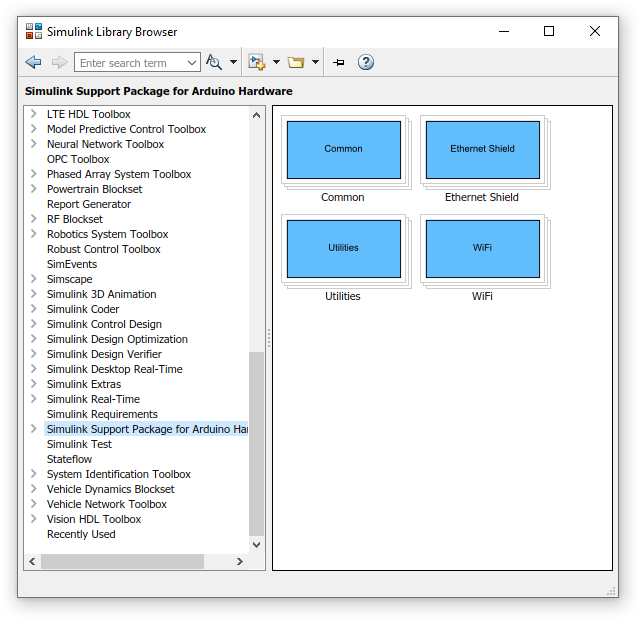 Simulink Library Browser
Enter search term
Simulink Support Package for Arduino Hardware
LTE HDL Toolbox
Model Predictive Control Toolbox
Neural Network Toolbox
OPC Toolbox
Phased Array System Toolbox
Powertrain Blockset
Report Generator
RF Blockset
Robotics System Toolbox
Robust Control Toolbox
SimEvents
Simscape
Simulink 3D Animation
Simulink Coder
Simulink Control Design
Simulink Design Optimization
Simulink Design Verifier
Simulink Desktop Real-Time
Simulink Extras
Simulink Real-Time
Simulink Requirements
Simulink Support Package for Arduino Har
Simulink Test
Stateflow
System Identification Toolbox
Vehicle Dynamics Blockset
Vehicle Network Toolbox
Vision HDL Toolbox
Recently Used
Common
Ethernet Shield
Common
Ethernet Shield
Utilities
WiFi
Utilities
WiFi